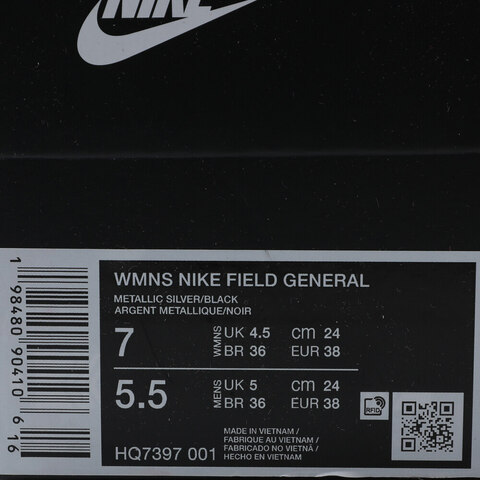 NIKE
WMNS NIKE FIELD GENERAL
METALLIC SILVER/BLACK
ARGENT METALLIQUE/NOIR
7 WMNS UK 4.5 cm 24
BR 36 EUR 38
5.5 MENS UK 5 cm 24
BR 36 EUR 38
RFID
HQ7397 001
MADE IN VIETNAM /
FABRIQUE AU VIETNAM /
FABRICADO NO VIETNÃ /
HECHO EN VIETNAM
1 98480 90410 6 16